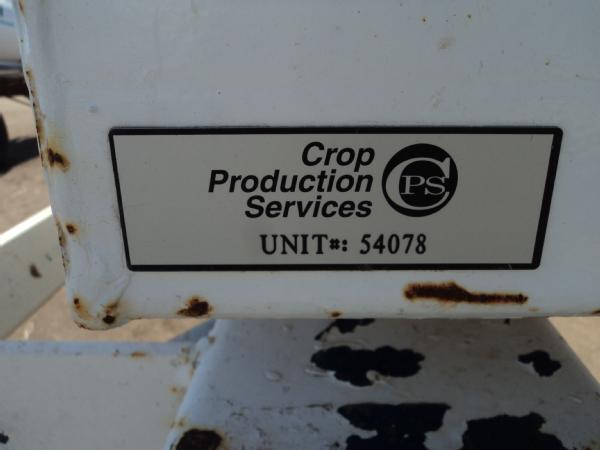 Crop
Production
Services
CPS
UNIT#: 54078